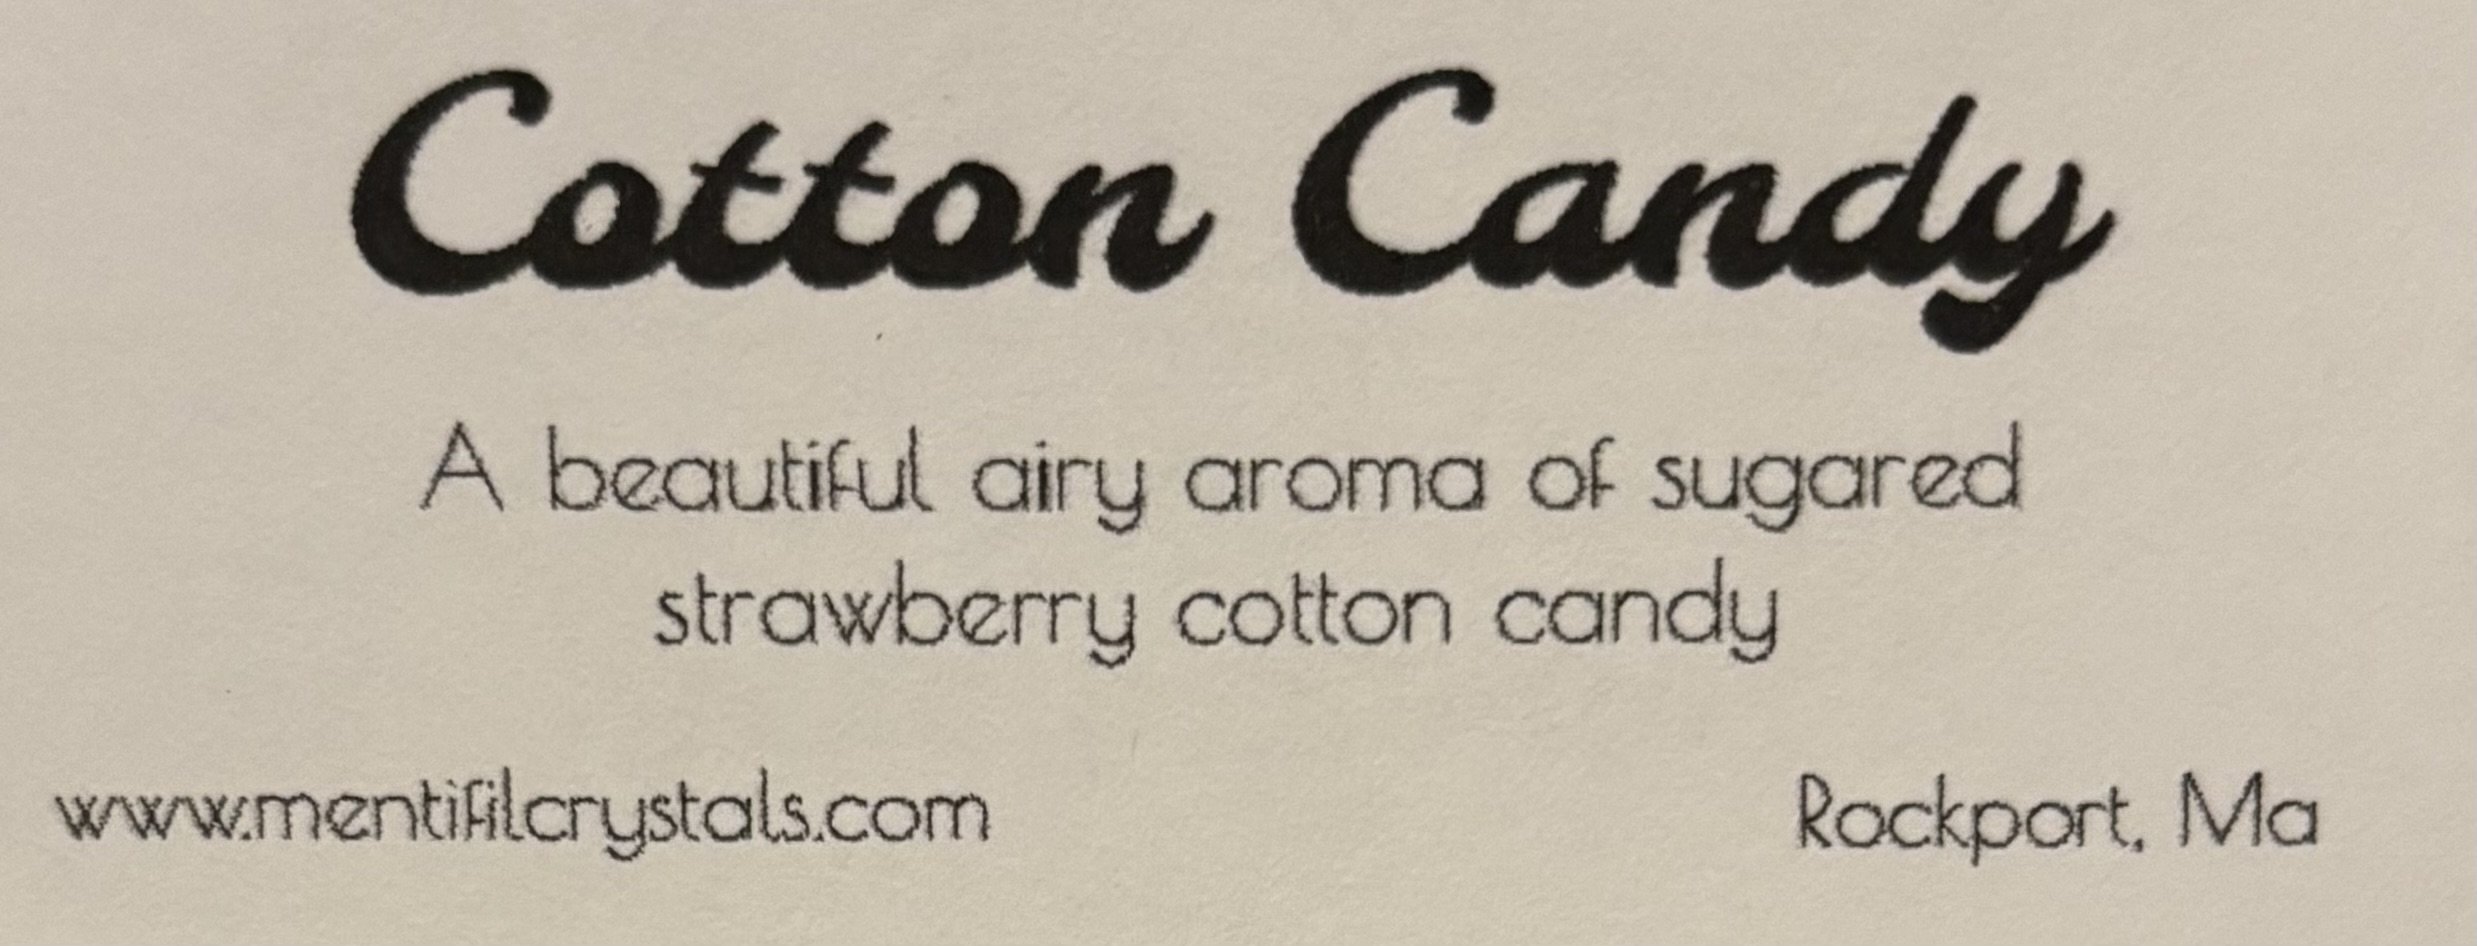 Cotton Candy
A beautiful airy aroma of sugared
strawberry cotton candy
www.mentifilcrystals.com
Rockport, Ma